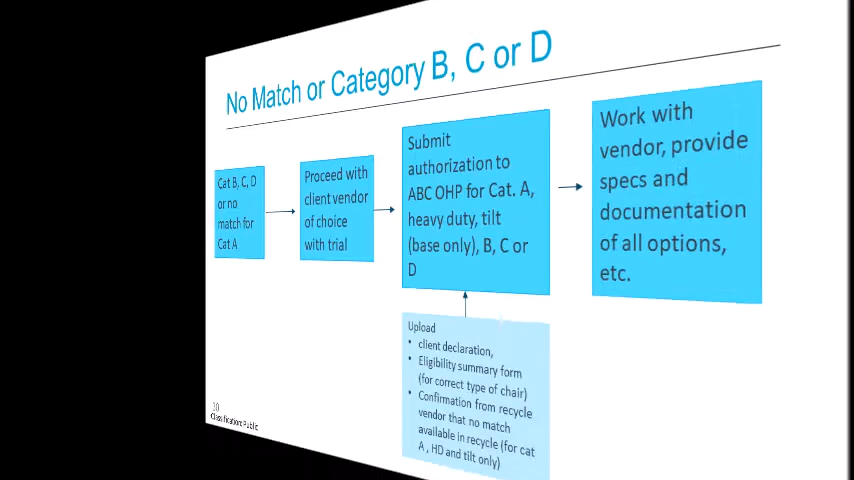 No Match or Category B, C or D
Cat B, C, D
or no
match for
Cat A
Proceed with
client vendor
of choice
with trial
Submit
authorization to
ABC OHP for Cat. A,
heavy duty, tilt
(base only), B, C or
D
Work with
vendor, provide
specs and
documentation
of all options,
etc.
Upload
• client declaration,
• Eligibility summary form
(for correct type of chair)
• Confirmation from recycle
vendor that no match
available in recycle (for cat
A , HD and tilt only)
10
Classification: Public